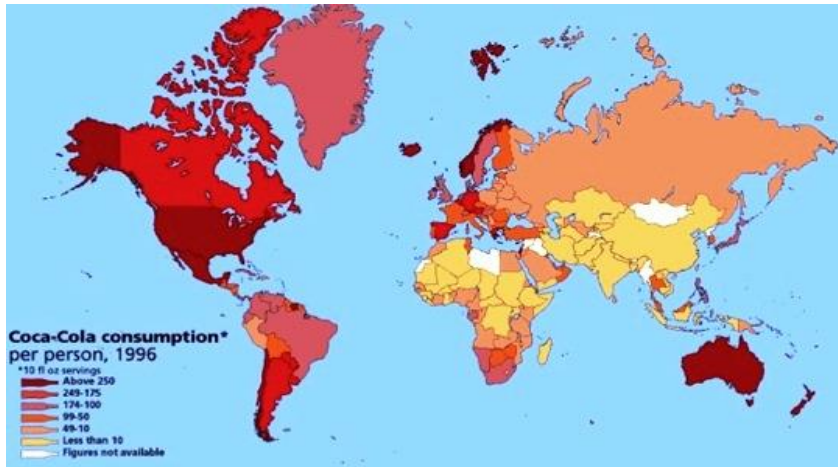 Coca-Cola consumption*
per person, 1996
*10 fl oz servings
Above 250
249-175
174-100
99-50
49-10
Less than 10
Figures not available